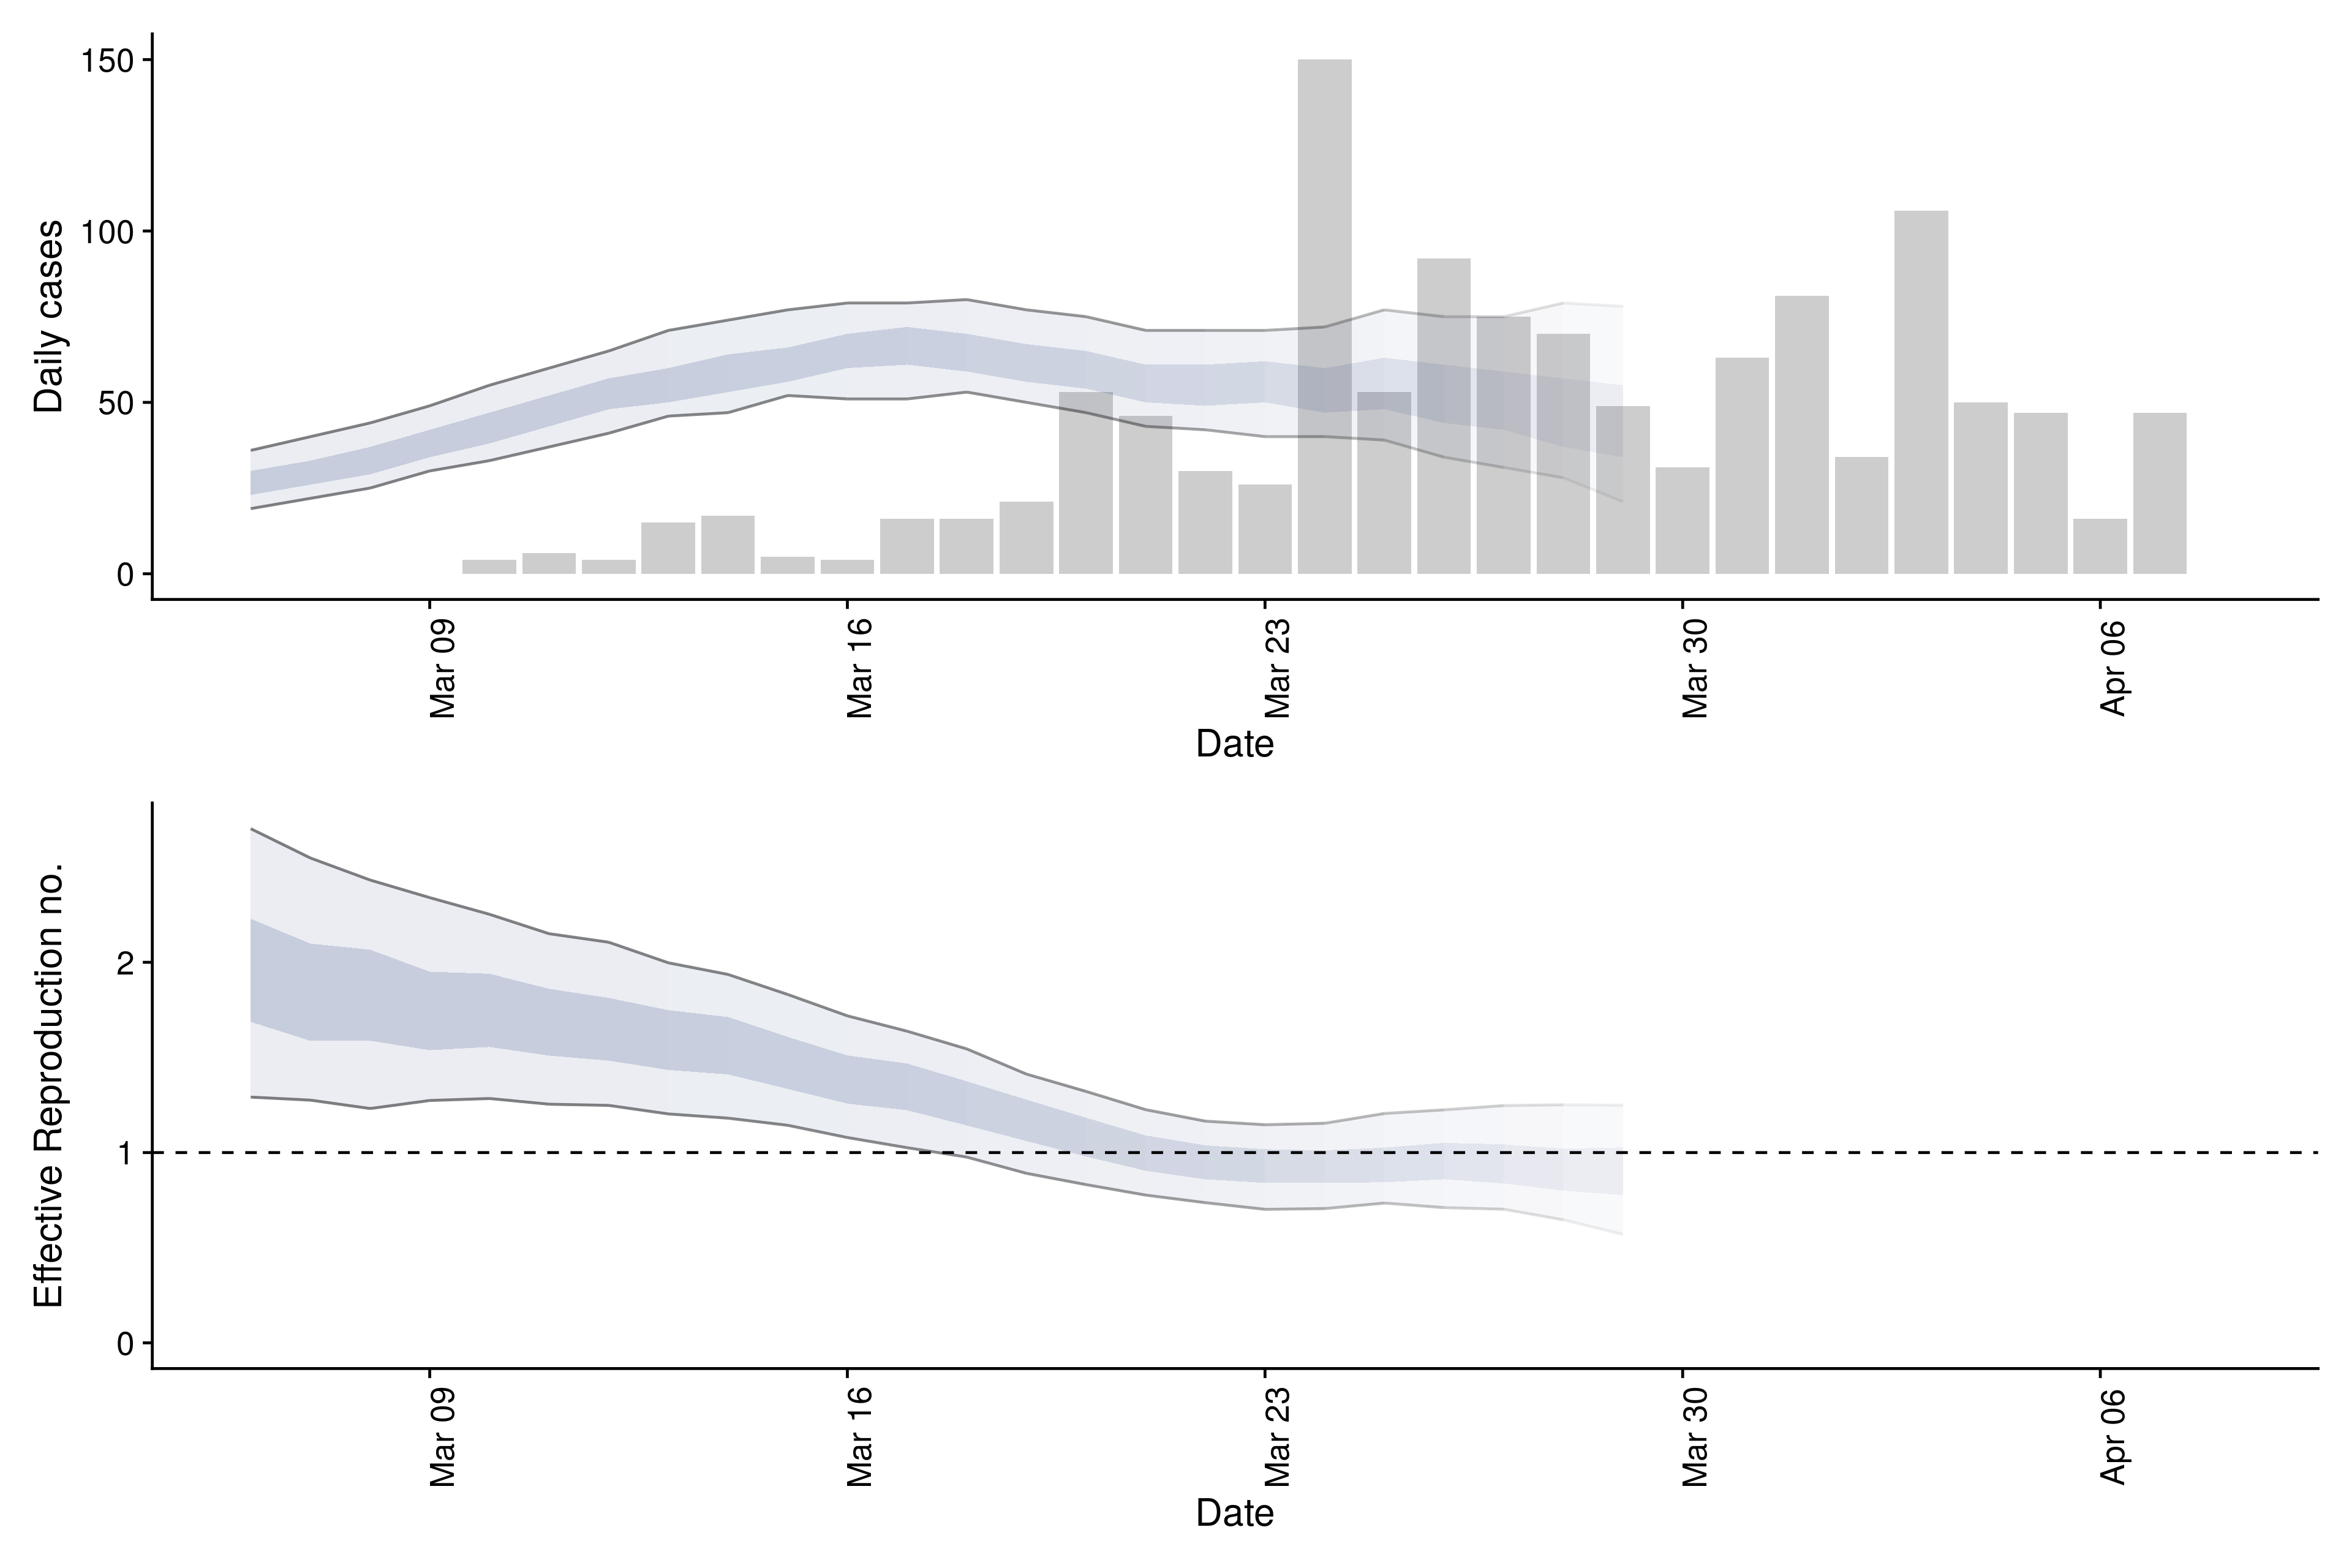 Daily cases
150
100
50
0
Mar 09
Mar 16
Mar 23
Mar 30
Apr 06
Date
Effective Reproduction no.
2
1
0
Mar 09
Mar 16
Mar 23
Mar 30
Apr 06
Date